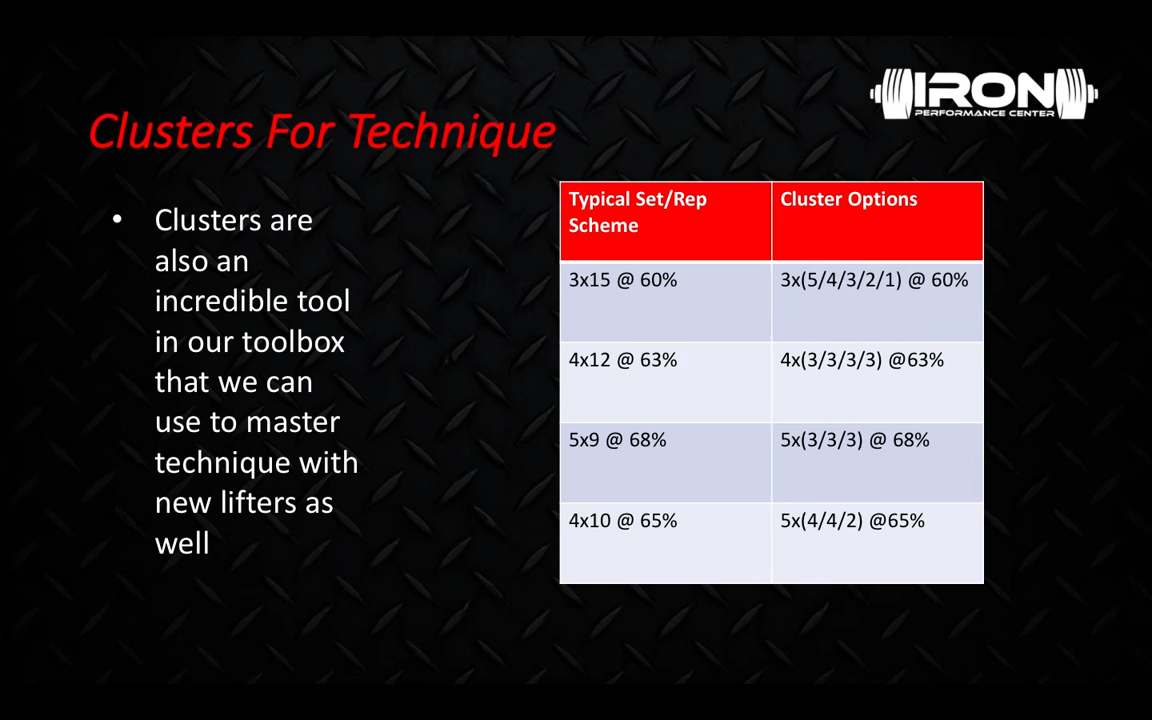 IRON
PERFORMANCE CENTER
Clusters For Technique
• Clusters are
also an
incredible tool
in our toolbox
that we can
use to master
technique with
new lifters as
well
Typical Set/Rep
Scheme
Cluster Options
3x15 @ 60%
3x(5/4/3/2/1) @ 60%
4x12 @ 63%
4x(3/3/3/3) @63%
5x9 @ 68%
5x(3/3/3) @ 68%
4x10 @ 65%
5x(4/4/2) @65%